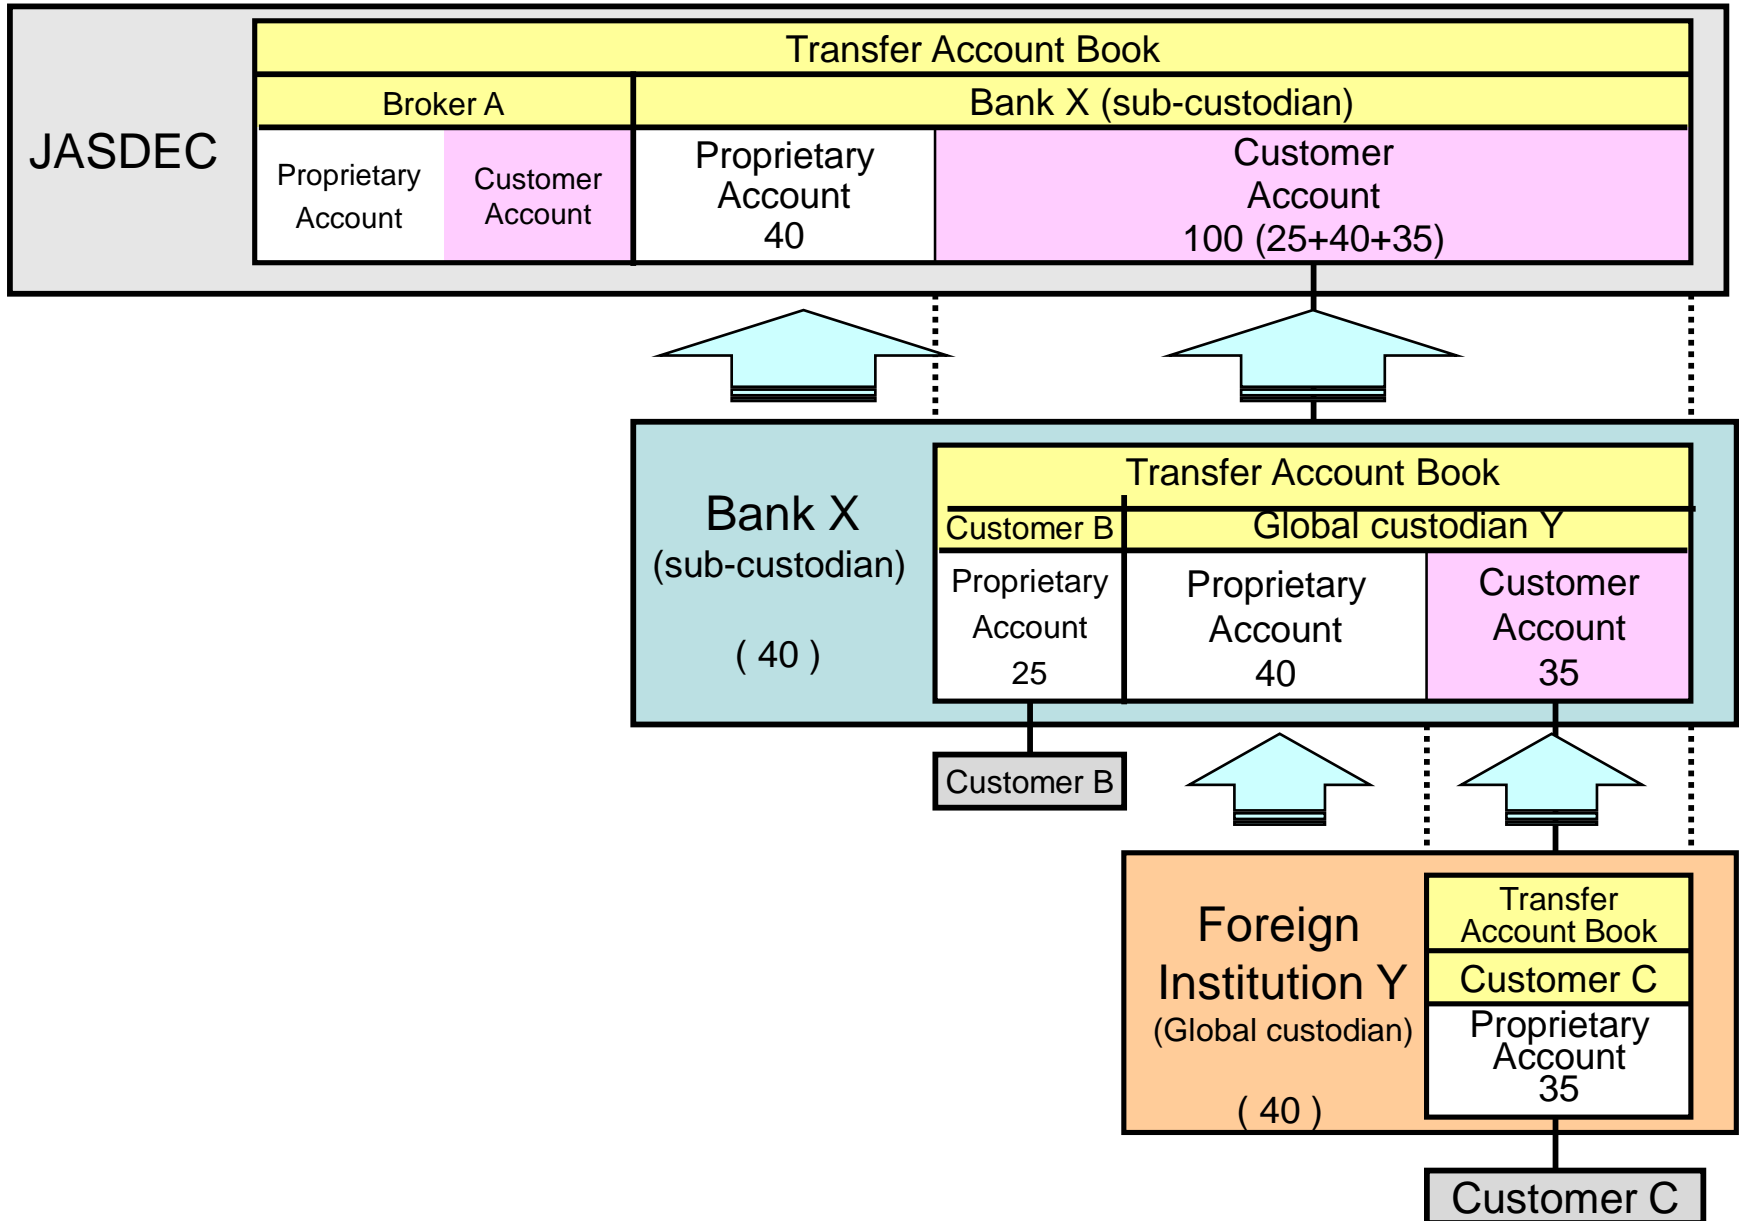 Transfer Account Book
Broker A
Bank X (sub-custodian)
JASDEC
Proprietary
Account
Customer
Account
Proprietary
Account
40
Customer
Account
100 (25+40+35)
Bank X
(sub-custodian)
( 40 )
Transfer Account Book
Customer B
Global custodian Y
Proprietary
Account
25
Proprietary
Account
40
Customer
Account
35
Customer B
Foreign
Institution Y
(Global custodian)
( 40 )
Transfer
Account Book
Customer C
Proprietary
Account
35
Customer C